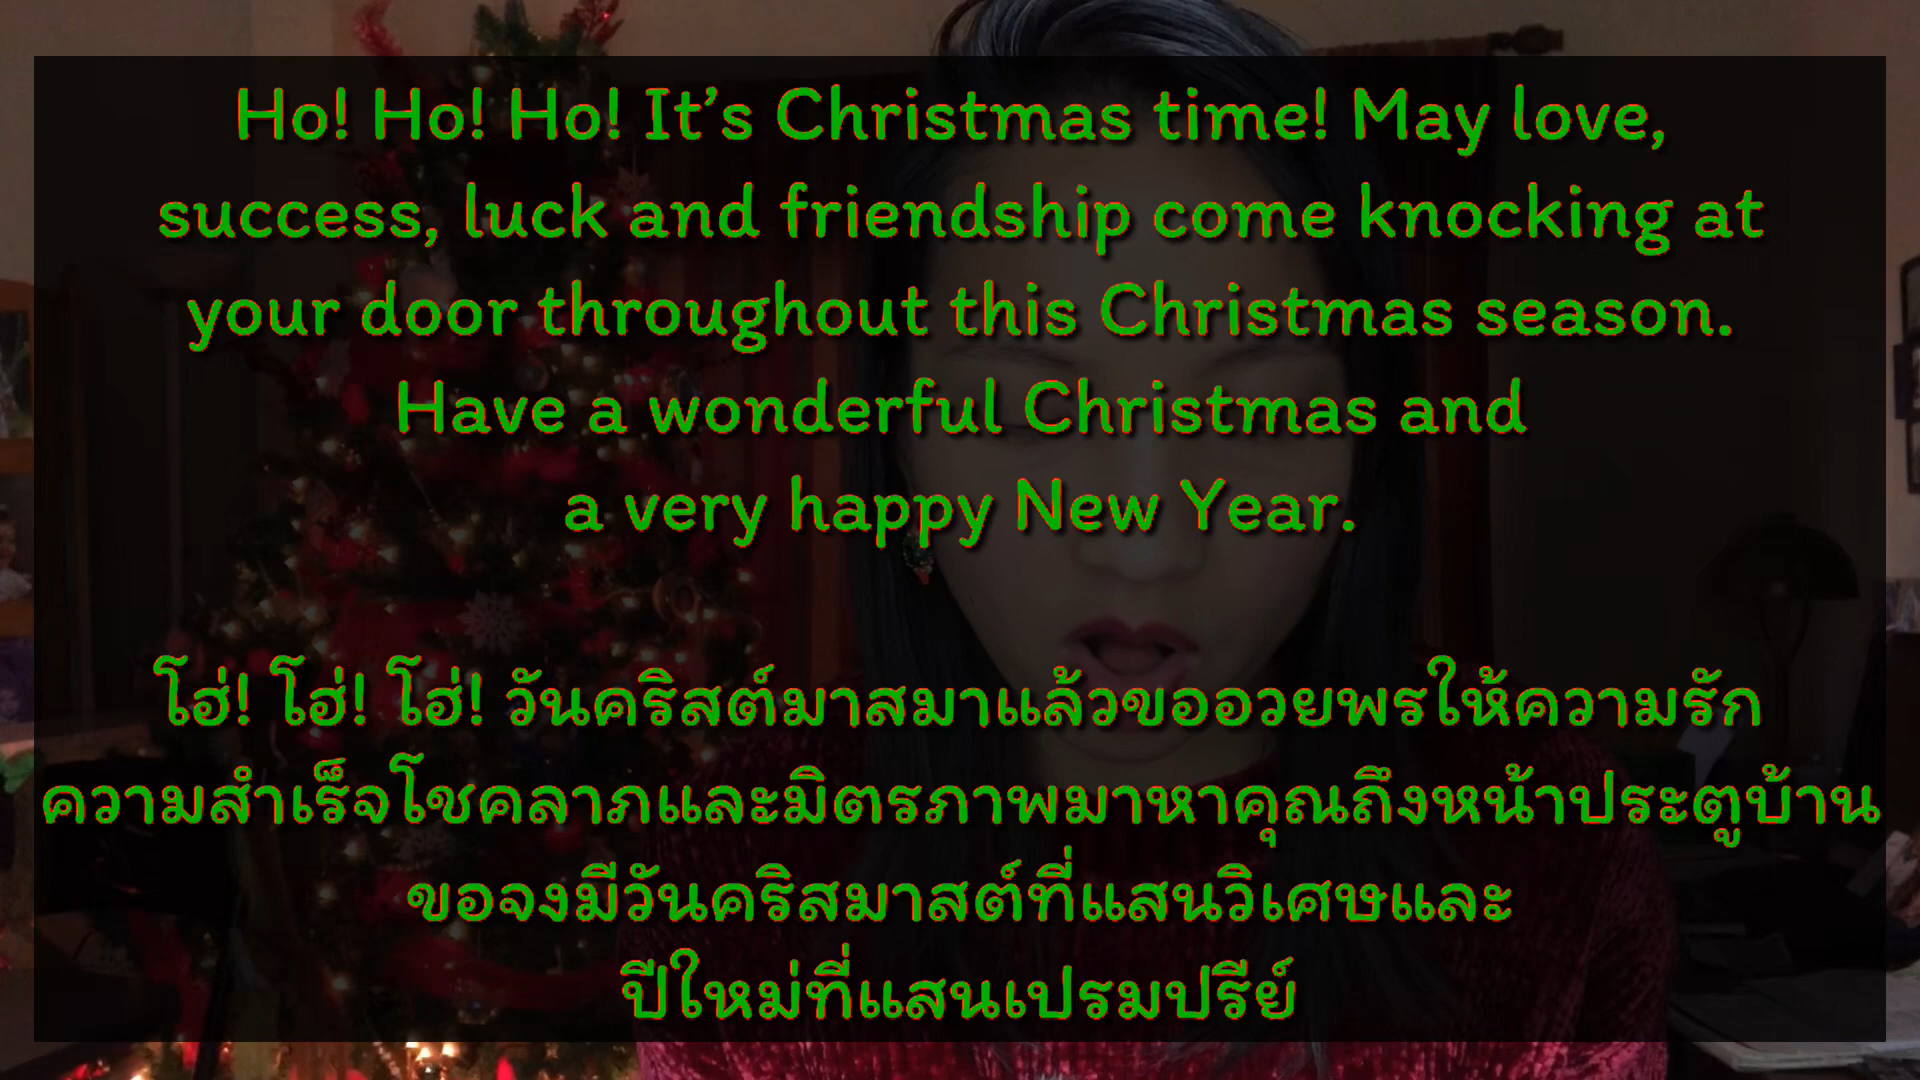 Ho! Ho! Ho! It’s Christmas time! May love,
success, luck and friendship come knocking at
your door throughout this Christmas season.
Have a wonderful Christmas and
a very happy New Year.
โฮ่! โฮ่! โฮ่! วันคริสต์มาสมาแล้วขออวยพรให้ความรัก
ความสำเร็จโชคลาภและมิตรภาพมาหาคุณถึงหน้าประตูบ้าน
ขอจงมีวันคริสมาสต์ที่แสนวิเศษและ
ปีใหม่ที่แสนเปรมปรีย์